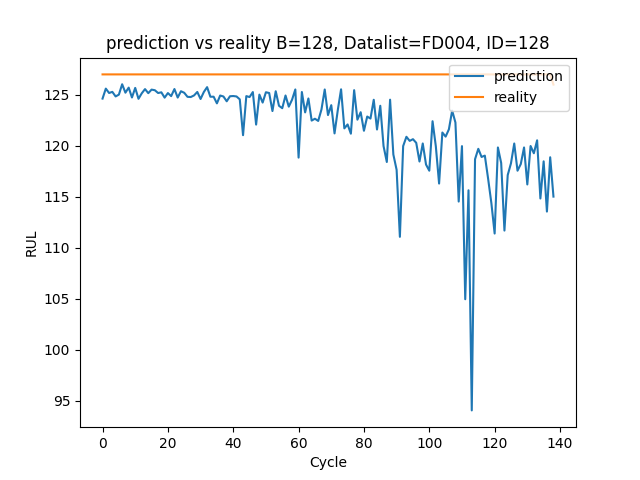 prediction vs reality B=128, Datalist=FD004, ID=128
prediction
reality
125
120
115
110
105
100
95
RUL
0 20 40 60 80 100 120 140
Cycle